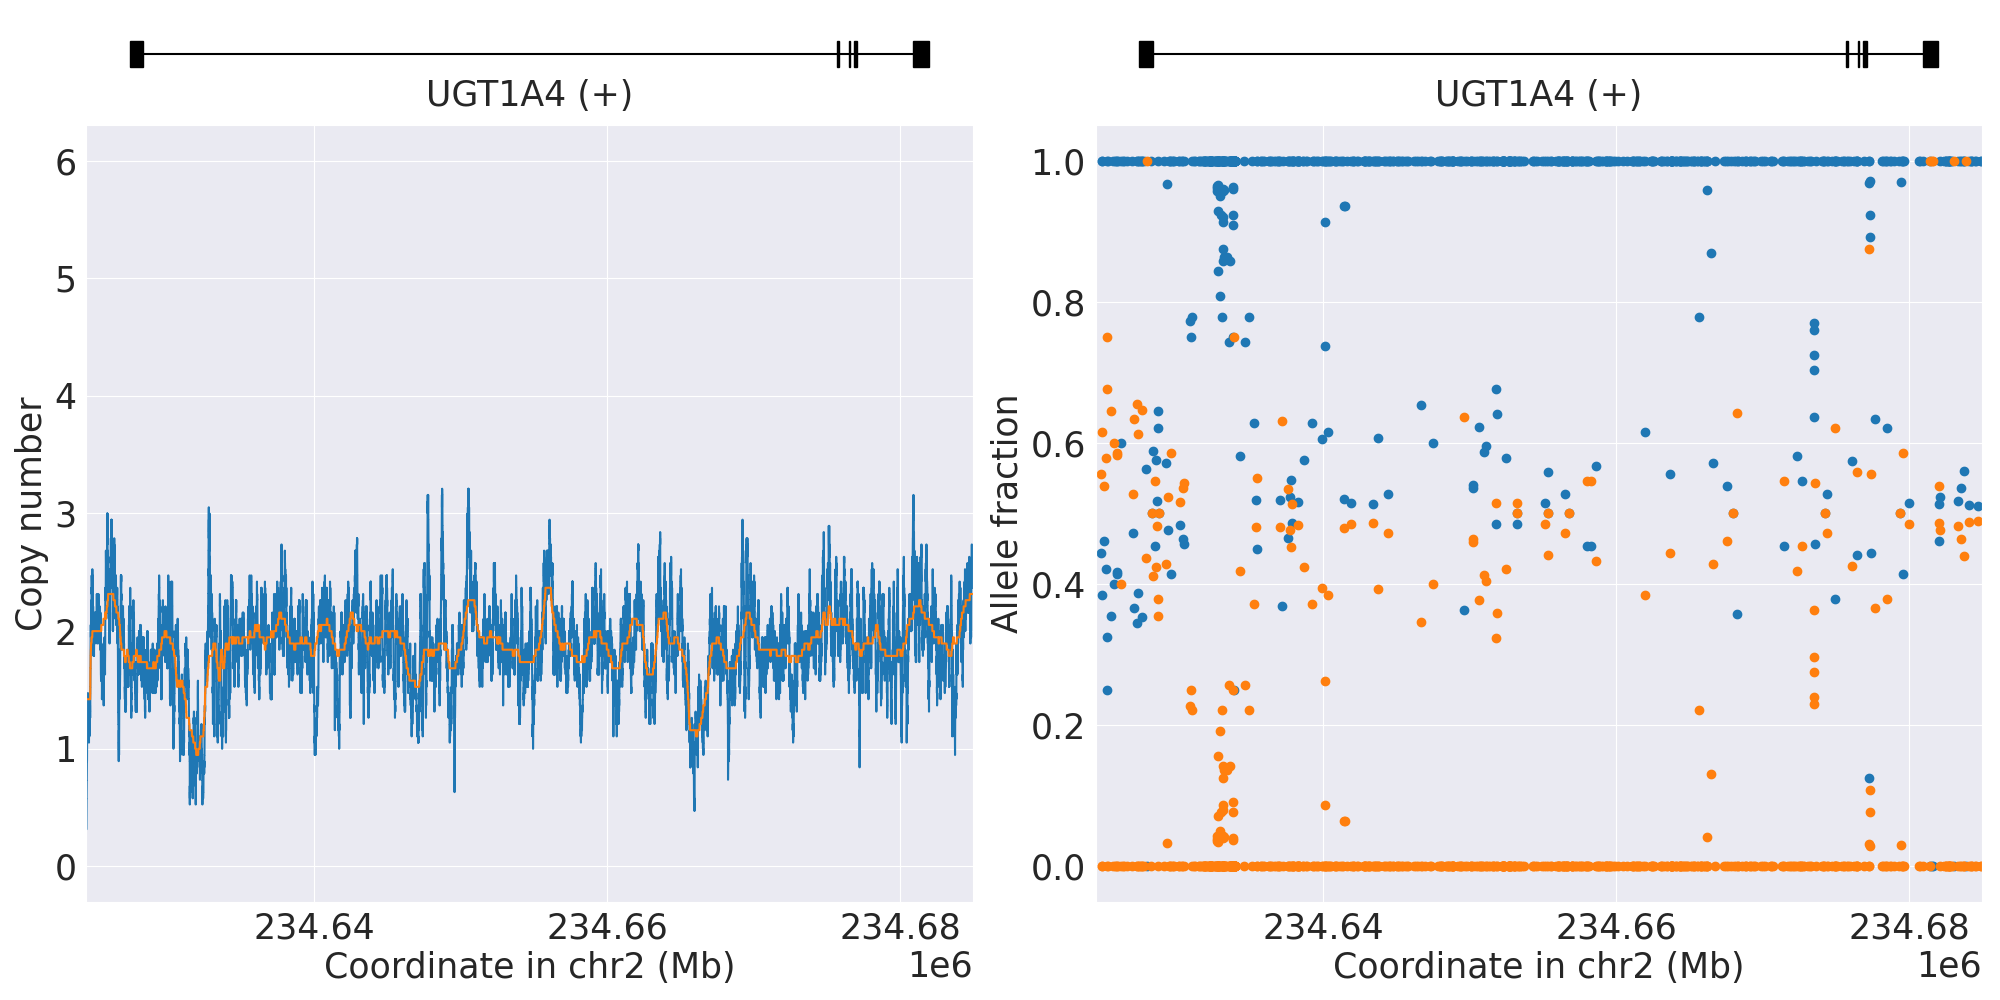 UGT1A4 (+)
Copy number
6
5
4
3
2
1
0
234.64
234.66
234.68
1e6
Coordinate in chr2 (Mb)
UGT1A4 (+)
Allele fraction
1.0
0.8
0.6
0.4
0.2
0.0
234.64
234.66
234.68
1e6
Coordinate in chr2 (Mb)